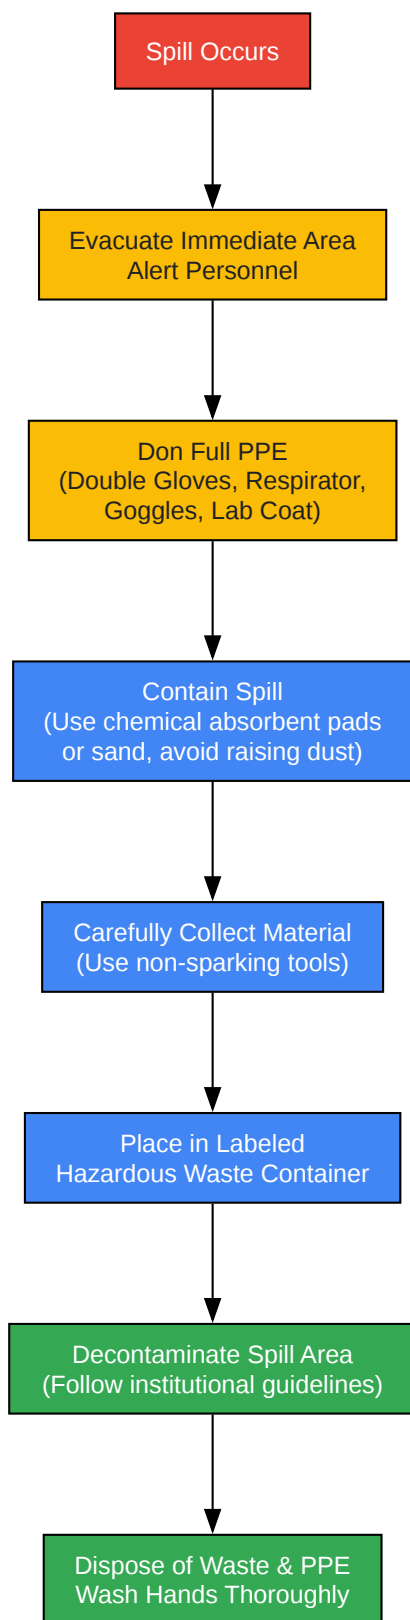 Spill Occurs
Evacuate Immediate Area
Alert Personnel
Don Full PPE
(Double Gloves, Respirator,
Goggles, Lab Coat)
Contain Spill
(Use chemical absorbent pads
or sand, avoid raising dust)
Carefully Collect Material
(Use non-sparking tools)
Place in Labeled
Hazardous Waste Container
Decontaminate Spill Area
(Follow institutional guidelines)
Dispose of Waste & PPE
Wash Hands Thoroughly